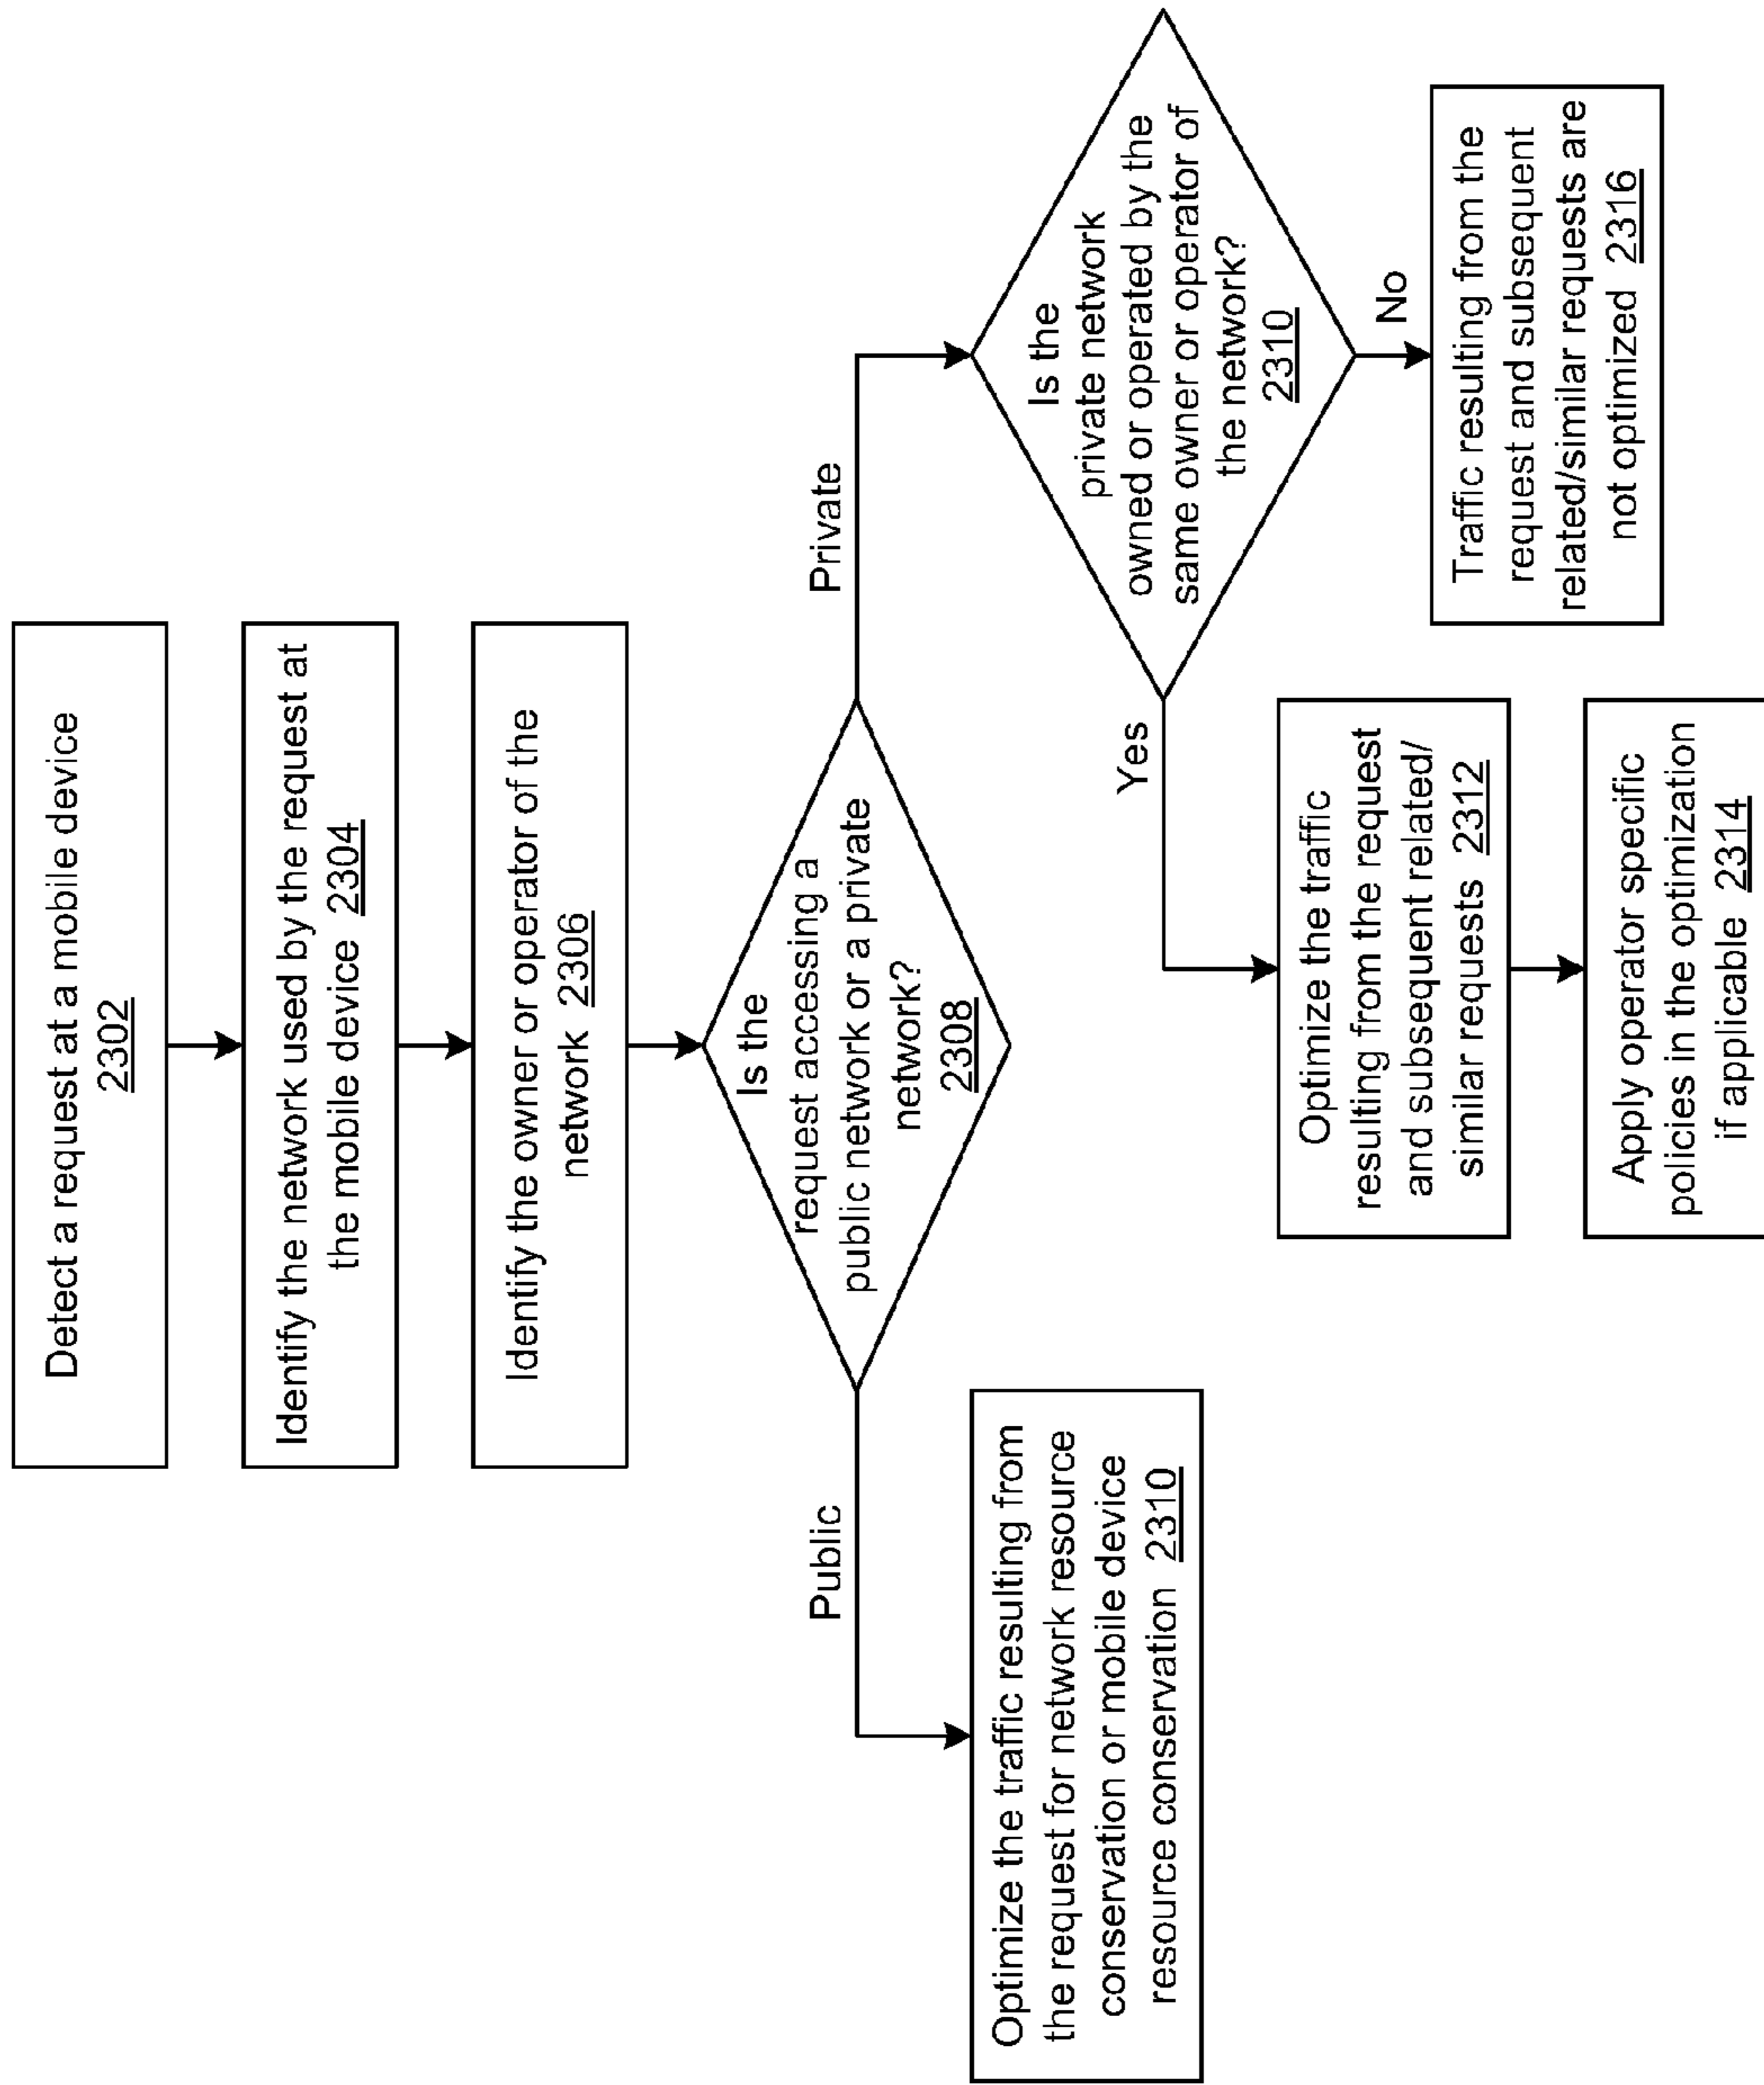 Detect a request at a mobile device
2302
Identify the network used by the request at
the mobile device 2304
Identify the owner or operator of the
network 2306
Is the
request accessing a
public network or a private
network?
2308
Public
Private
Optimize the traffic resulting from
the request for network resource
conservation or mobile device
resource conservation 2310
Is the
private network
owned or operated by the
same owner or operator of
the network?
2310
Yes
No
Optimize the traffic
resulting from the request
and subsequent related/
similar requests 2312
Apply operator specific
policies in the optimization
if applicable 2314
Traffic resulting from the
request and subsequent
related/similar requests are
not optimized 2316